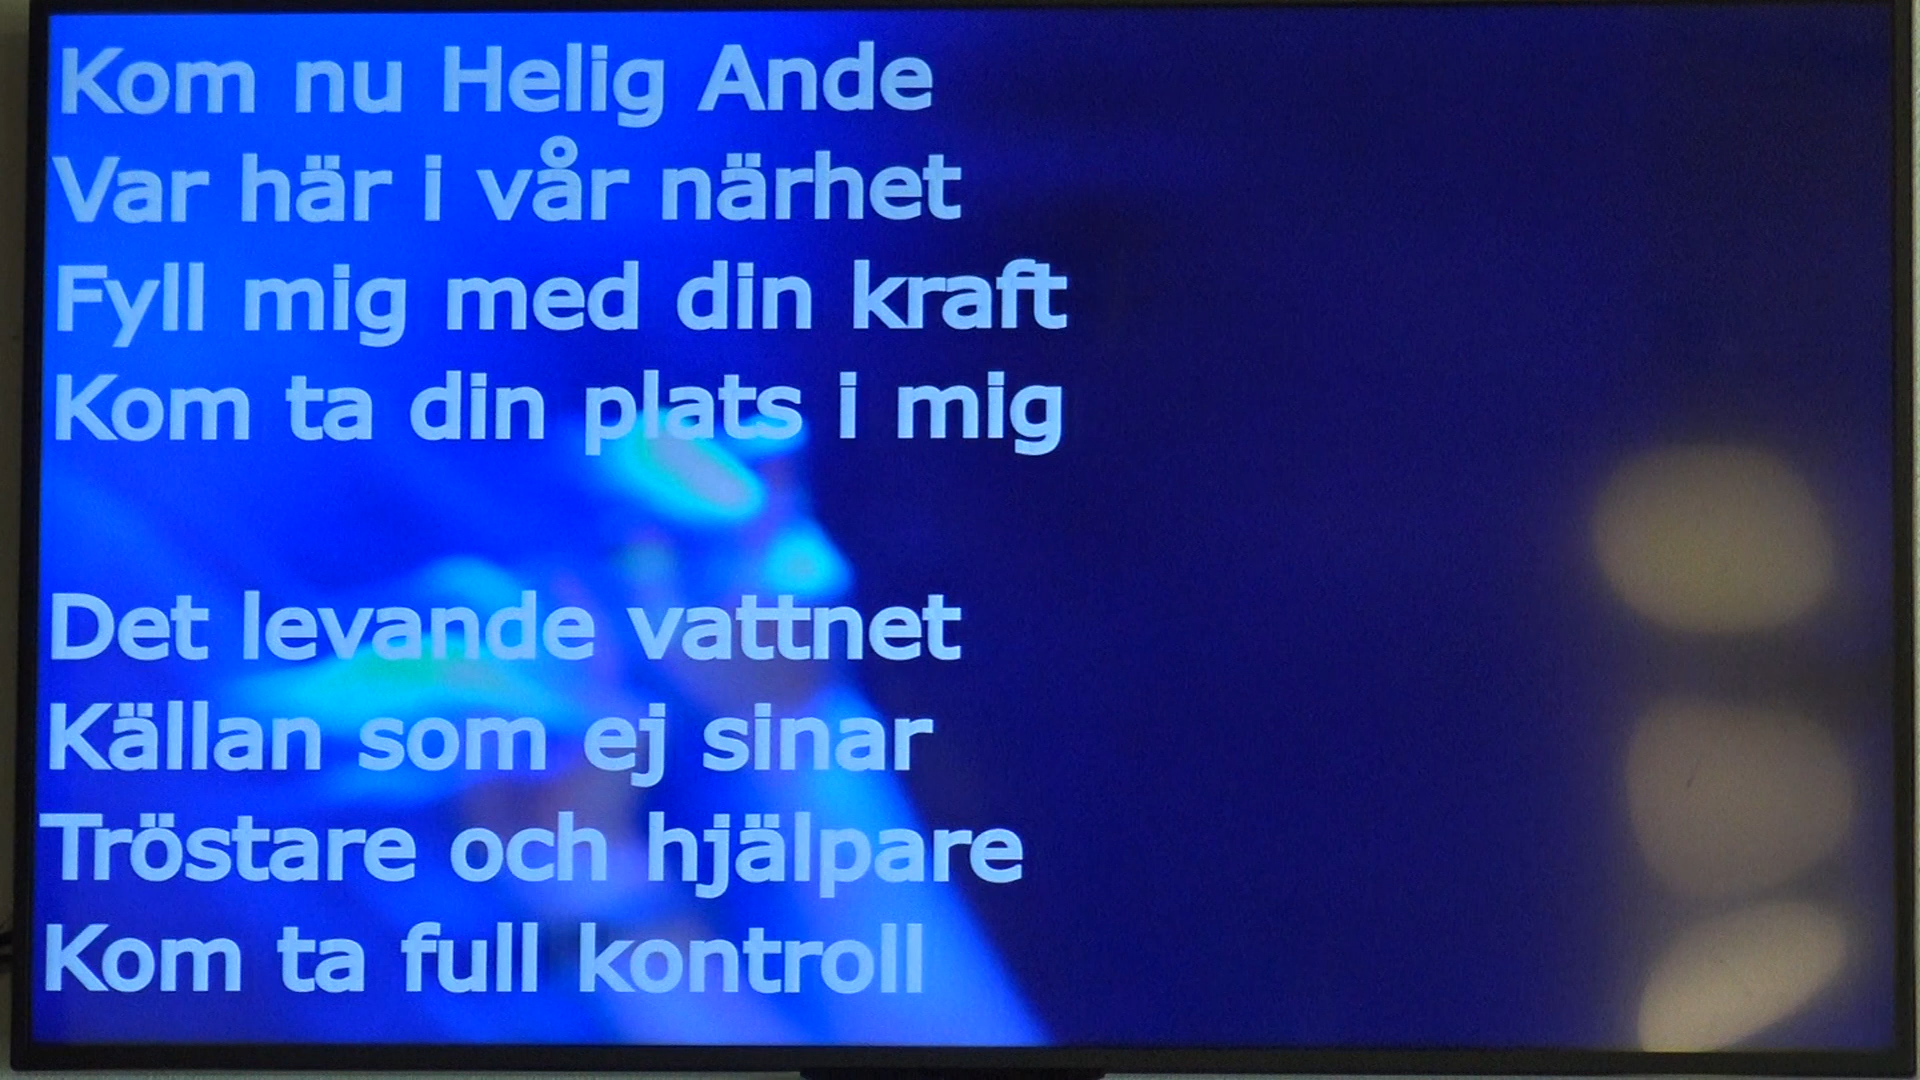 Kom nu Helig Ande
Var här i vår närhet
Fyll mig med din kraft
Kom ta din plats i mig
Det levande vattnet
Källan som ej sinar
Tröstare och hjälpare
Kom ta full kontroll